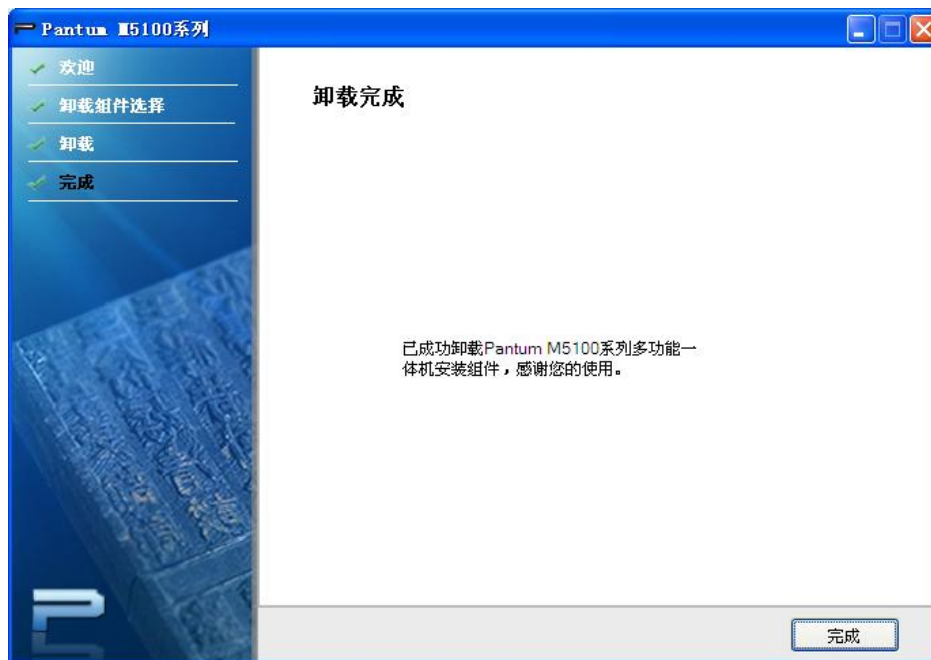 Pantum M5100系列
欢迎
卸载组件选择
卸载
完成
卸载完成
已成功卸载Pantum M5100系列多功能一
体机安装组件，感谢您的使用。
完成